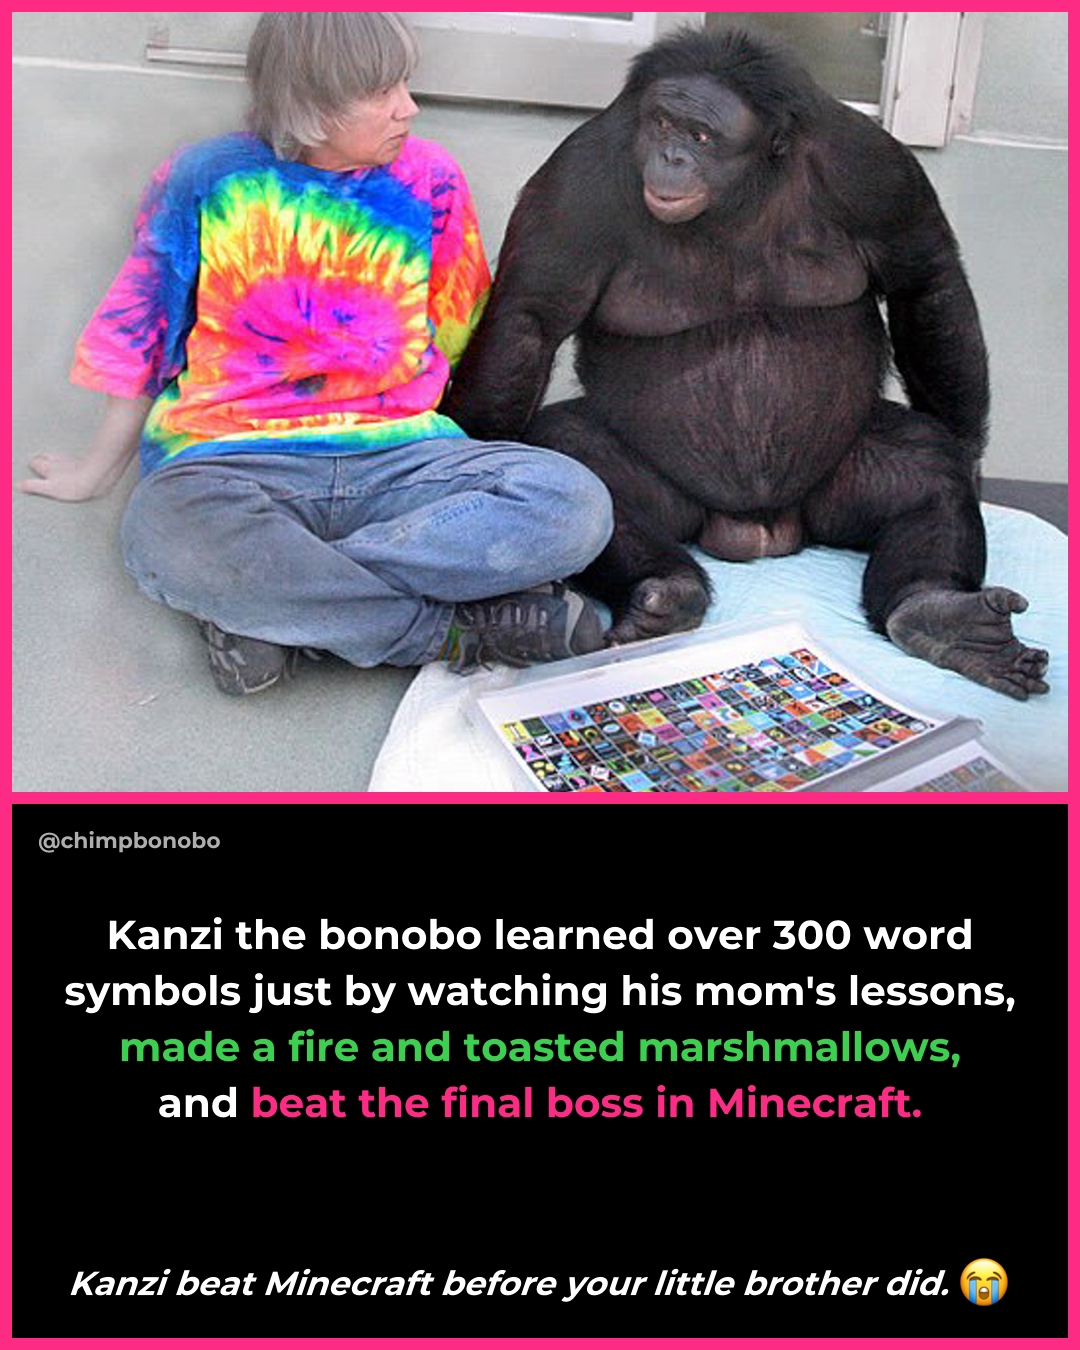 @chimpbonobo
Kanzi the bonobo learned over 300 word
symbols just by watching his mom's lessons,
made a fire and toasted marshmallows,
and beat the final boss in Minecraft.
Kanzi beat Minecraft before your little brother did. 😭